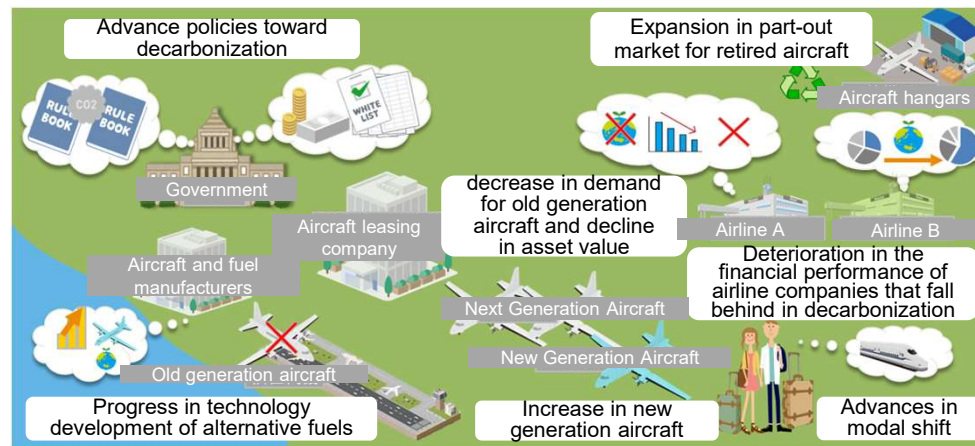 Advance policies toward
decarbonization
Expansion in part-out
market for retired aircraft
CO2
RULE
BOOK
RULE
BOOK
WHITE
LIST
Aircraft hangars
Government
decrease in demand
for old generation
aircraft and decline
in asset value
Aircraft leasing
company
Airline A
Airline B
Aircraft and fuel
manufacturers
Deterioration in the
financial performance of
airline companies that fall
behind in decarbonization
Next Generation Aircraft
New Generation Aircraft
Old generation aircraft
Progress in technology
development of alternative fuels
Increase in new
generation aircraft
Advances in
modal shift